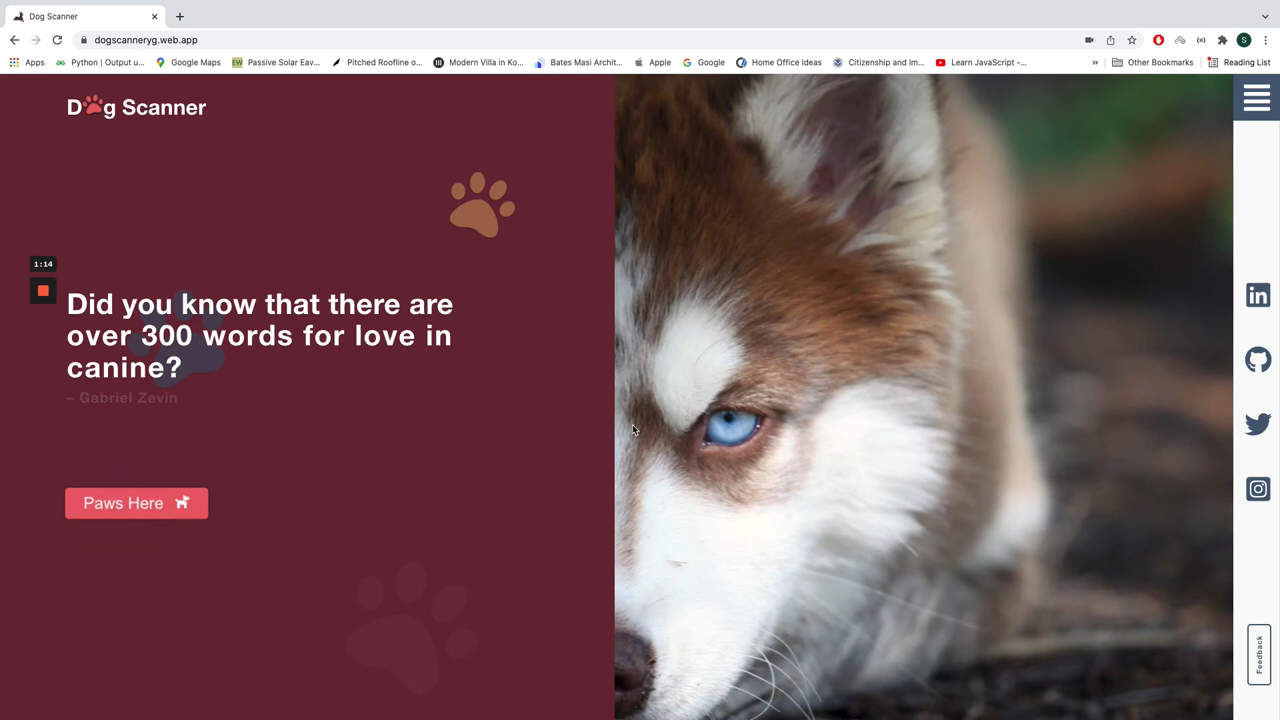 Dog Scanner
dogscanneryg.web.app
S
Apps
Python | Output u...
Google Maps
EW
Passive Solar Eav...
Pitched Roofline o...
Modern Villa in Ko...
Bates Masi Archit...
Apple
Google
Home Office Ideas
Citizenship and Im...
Learn JavaScript -...
»
Other Bookmarks
Reading List
D g Scanner
1:14
Did you know that there are
over 300 words for love in
canine?
– Gabriel Zevin
Paws Here
in
Feedback